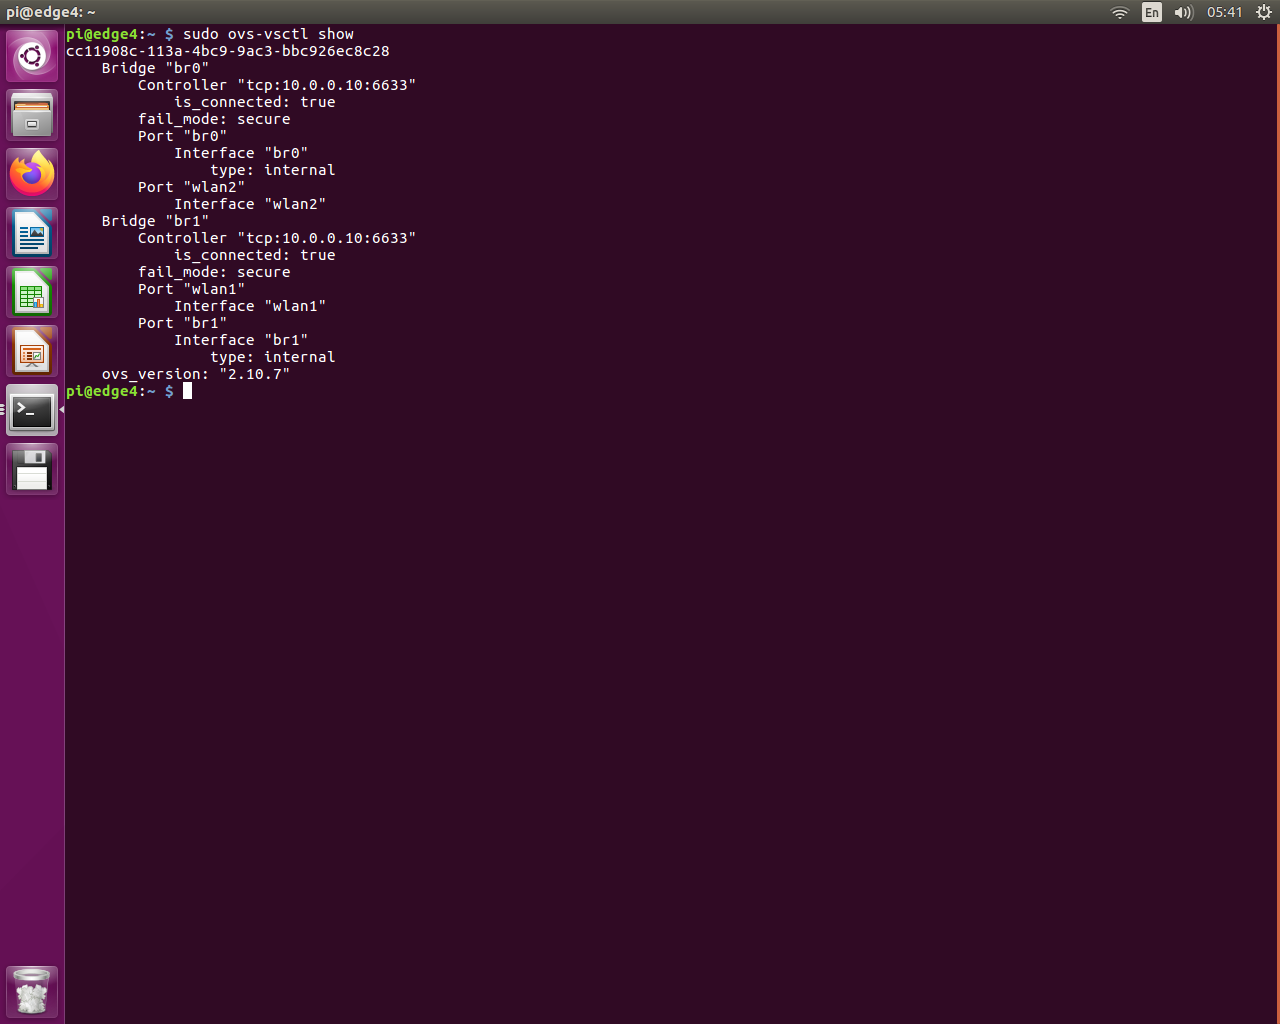 pi@edge4: ~
En
05:41
pi@edge4:~ $ sudo ovs-vsctl show
cc11908c-113a-4bc9-9ac3-bbc926ec8c28
    Bridge "br0"
        Controller "tcp:10.0.0.10:6633"
            is_connected: true
        fail_mode: secure
        Port "br0"
            Interface "br0"
                type: internal
        Port "wlan2"
            Interface "wlan2"
    Bridge "br1"
        Controller "tcp:10.0.0.10:6633"
            is_connected: true
        fail_mode: secure
        Port "wlan1"
            Interface "wlan1"
        Port "br1"
            Interface "br1"
                type: internal
    ovs_version: "2.10.7"
pi@edge4:~ $